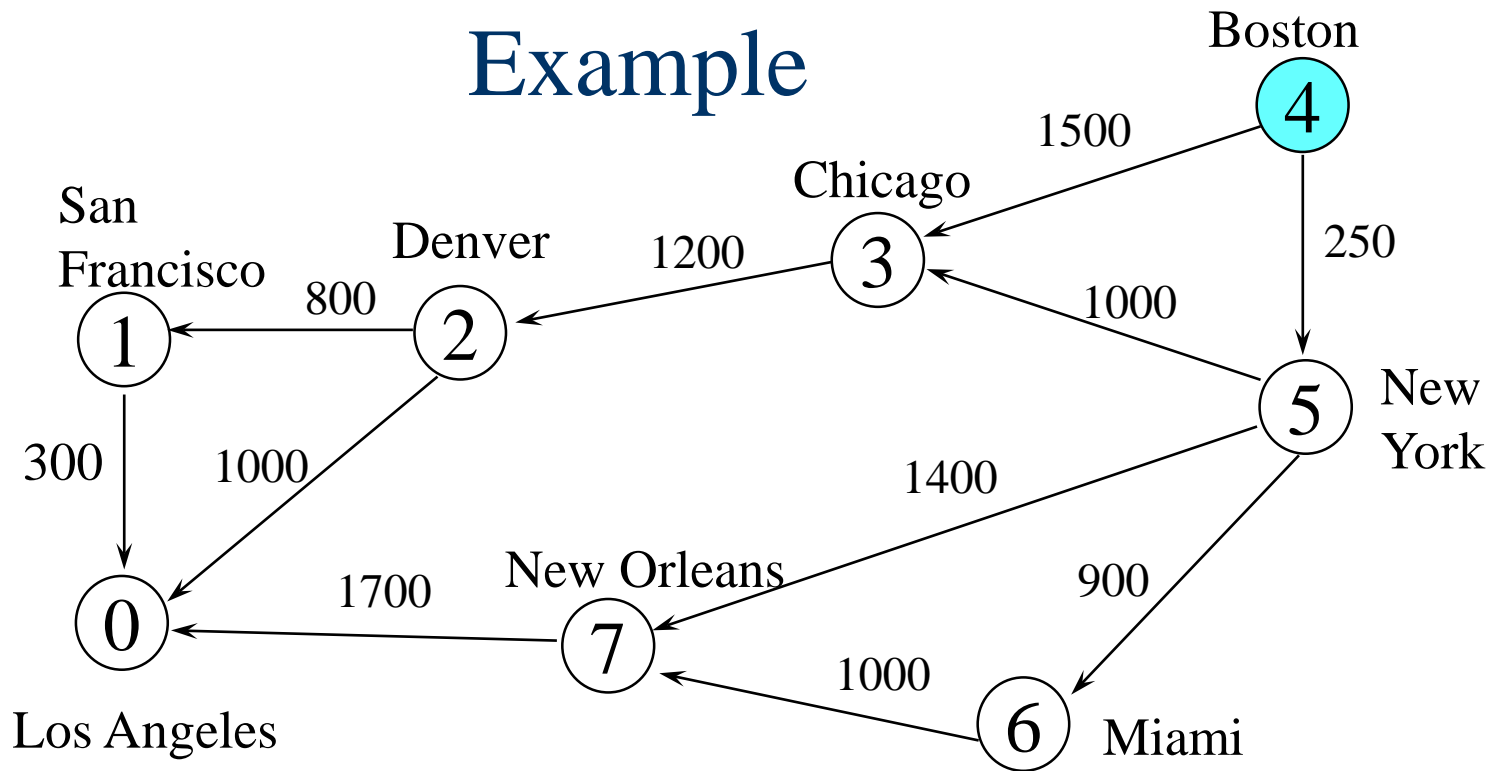 Example
Boston
4
1500
Chicago
San
Francisco
Denver
1200
3
250
800
1000
1
2
5
New
York
300
1000
1400
New Orleans
900
1700
0
7
1000
6
Los Angeles
Miami